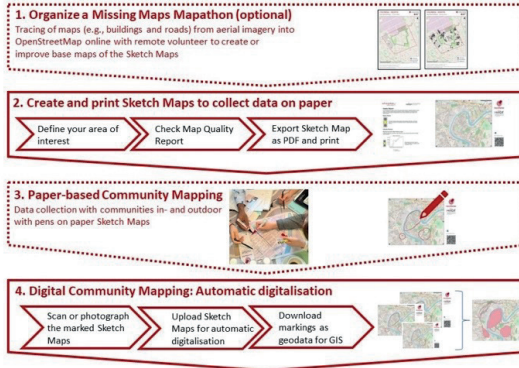 1. Organize a Missing Maps Mapathon (optional)
Tracing of maps (e.g., buildings and roads) from aerial imagery into
OpenStreetMap online with remote volunteer to create or
improve base maps of the Sketch Maps
2. Create and print Sketch Maps to collect data on paper
Define your area of
interest
Check Map Quality
Report
Export Sketch Map
as PDF and print
3. Paper-based Community Mapping
Data collection with communities in- and outdoor
with pens on paper Sketch Maps
4. Digital Community Mapping: Automatic digitalisation
Scan or photograph
the marked Sketch
Maps
Upload Sketch
Maps for automatic
digitalisation
Download
markings as
geodata for GIS